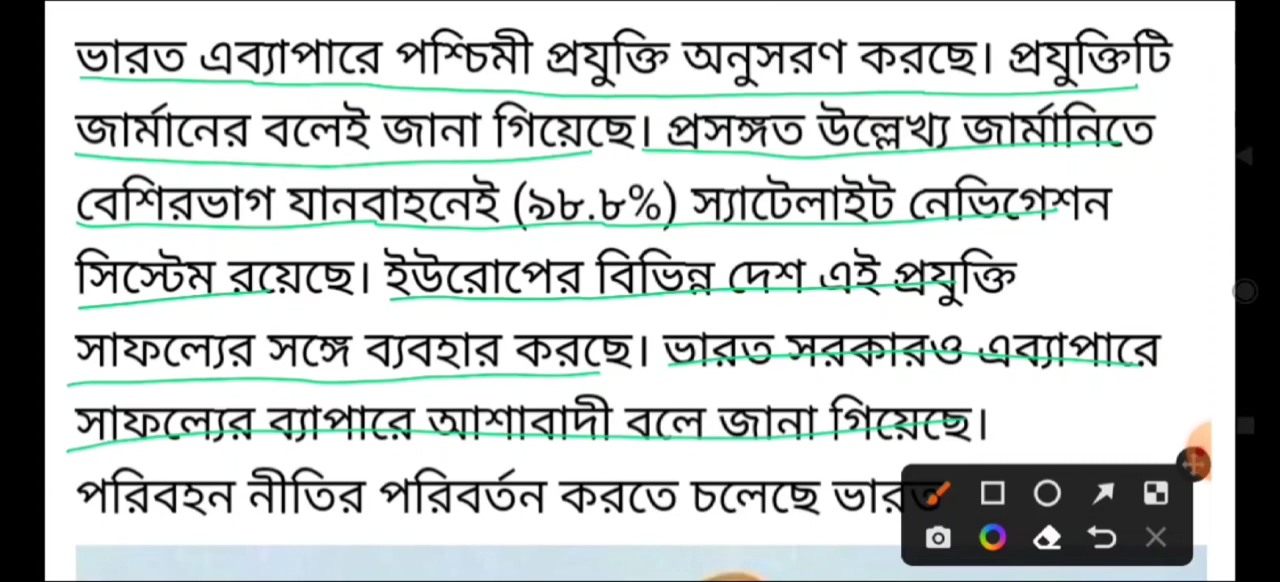 ভারত এব্যাপারে পশ্চিমী প্রযুক্তি অনুসরণ করছে। প্রযুক্তিটি
জার্মানের বলেই জানা গিয়েছে। প্রসঙ্গত উল্লেখ্য জার্মানিতে
বেশিরভাগ যানবাহনেই (৯৮.৮%) স্যাটেলাইট নেভিগেশন
সিস্টেম রয়েছে। ইউরোপের বিভিন্ন দেশ এই প্রযুক্তি
সাফল্যের সঙ্গে ব্যবহার করছে। ভারত সরকারও এব্যাপারে
সাফল্যের ব্যাপারে আশাবাদী বলে জানা গিয়েছে।
পরিবহন নীতির পরিবর্তন করতে চলেছে ভারত